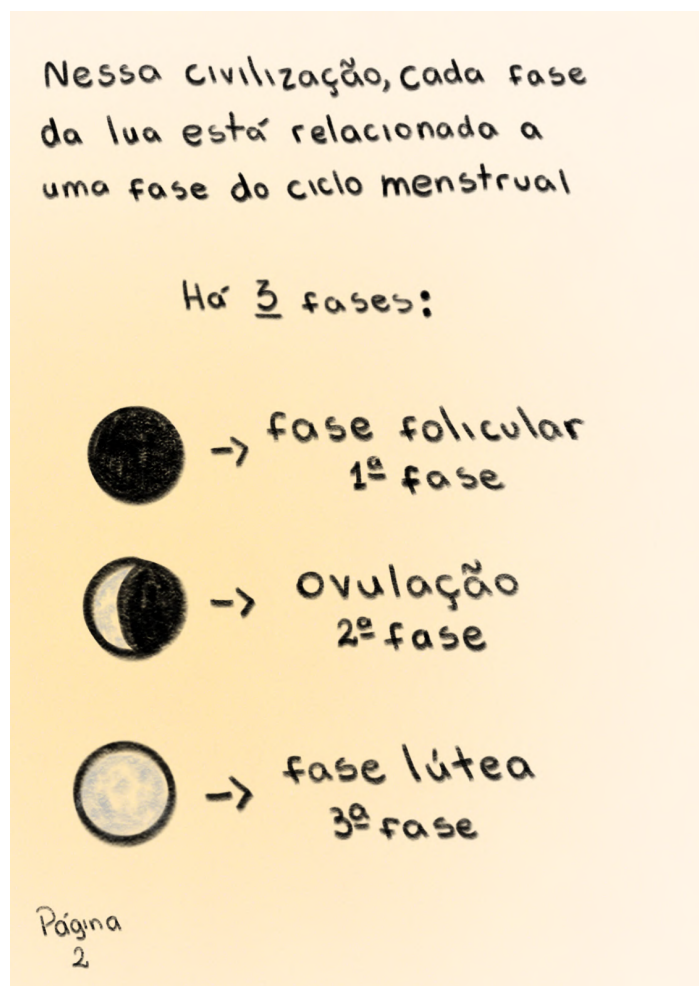 Nessa civilização, cada fase
da lua está relacionada a
uma fase do ciclo menstrual
Há 3 fases:
-> fase folicular
1ª fase
-> ovulação
2ª fase
-> fase lútea
3ª fase
Página
2